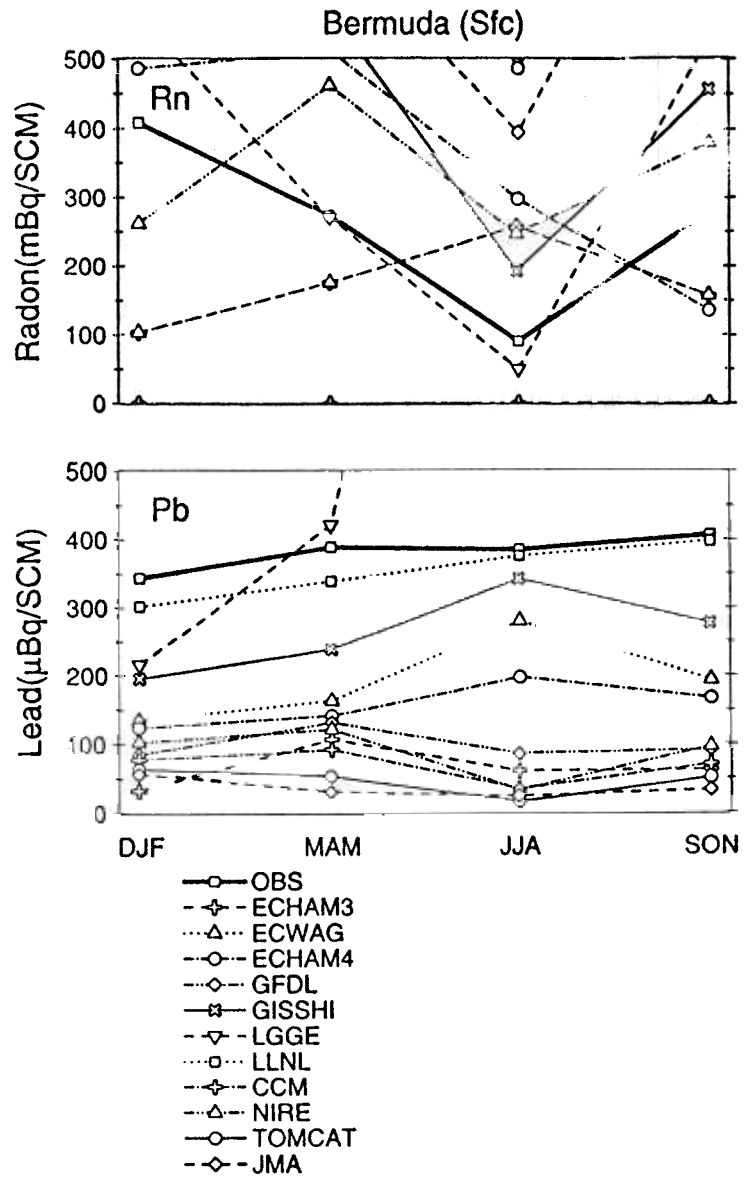 Bermuda (Sfc)
500
400
300
200
100
0
Radon(mBq/SCM)
Rn
500
400
300
200
100
0
Lead(µBq/SCM)
Pb
DJF MAM JJA SON
OBS
ECHAM3
ECWAG
ECHAM4
GFDL
GISSHI
LGGE
LLNL
CCM
NIRE
TOMCAT
JMA